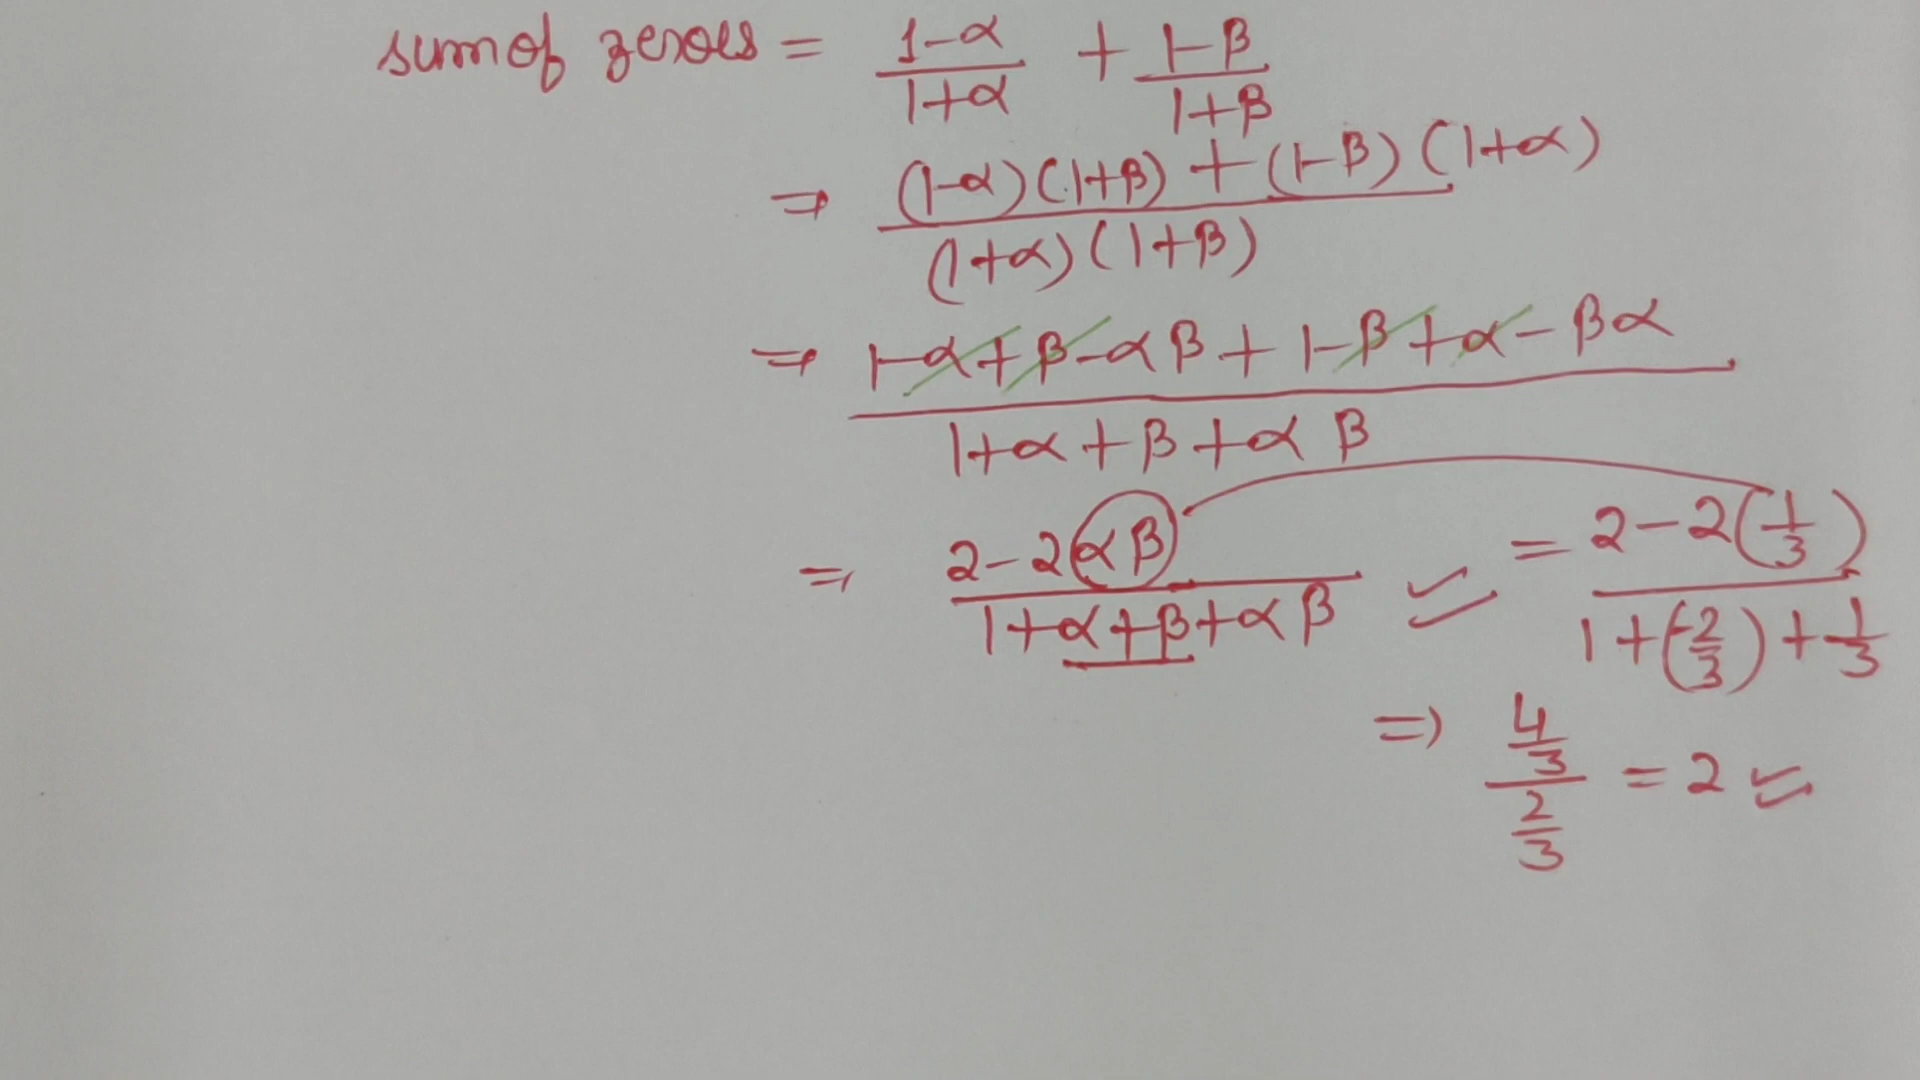 sum of zeroes = (1-α)/(1+α) + (1-β)/(1+β)
⇒ ((1-α)(1+β) + (1-β)(1+α))/((1+α)(1+β))
⇒ (1-α+β-αβ+1-β+α-βα)/(1+α+β+αβ)
⇒ (2-2αβ)/(1+α+β+αβ) = (2-2(1/3))/(1+(-2/3)+1/3)
⇒ (4/3)/(2/3) = 2